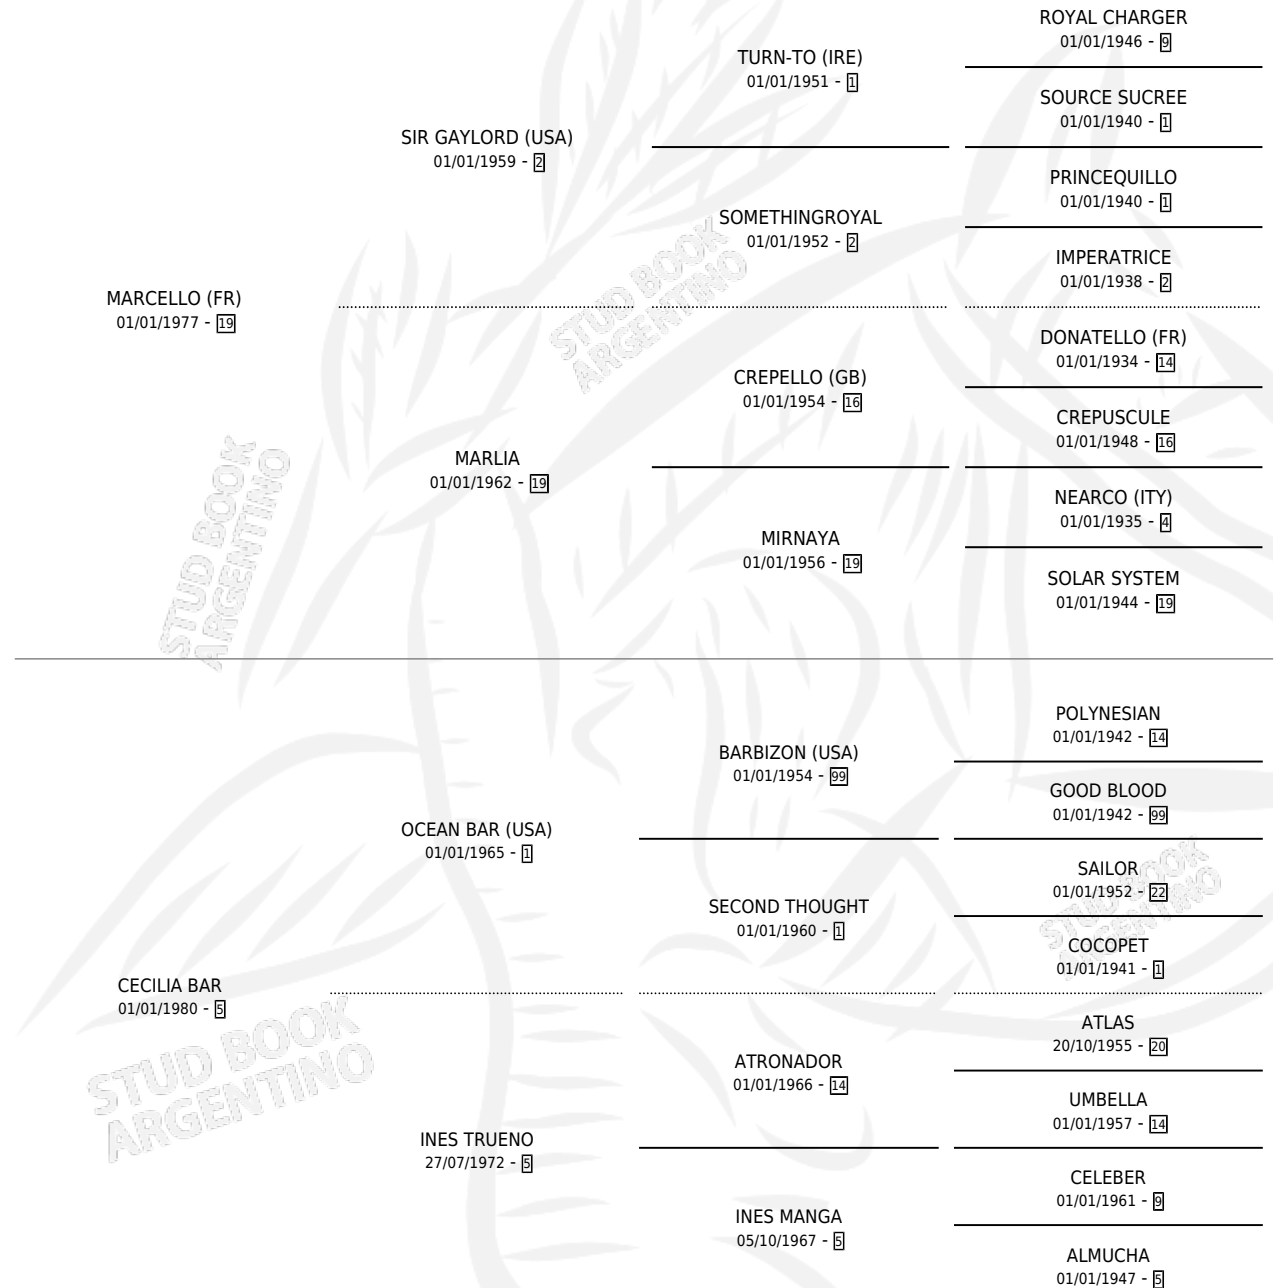 ROYAL CHARGER
01/01/1946 - 9
TURN-TO (IRE)
01/01/1951 - 1
SOURCE SUCREE
01/01/1940 - 1
SIR GAYLORD (USA)
01/01/1959 - 2
PRINCEQUILLO
01/01/1940 - 1
SOMETHINGROYAL
01/01/1952 - 2
IMPERATRICE
01/01/1938 - 2
MARCELLO (FR)
01/01/1977 - 19
STUD BOOK
ARGENTINO
DONATELLO (FR)
01/01/1934 - 14
CREPELLO (GB)
01/01/1954 - 16
CREPUSCULE
01/01/1948 - 16
MARLIA
01/01/1962 - 19
NEARCO (ITY)
01/01/1935 - 4
MIRNAYA
01/01/1956 - 19
SOLAR SYSTEM
01/01/1944 - 19
STUD BOOK
ARGENTINO
POLYNESIAN
01/01/1942 - 14
BARBIZON (USA)
01/01/1954 - 99
GOOD BLOOD
01/01/1942 - 99
OCEAN BAR (USA)
01/01/1965 - 1
SAILOR
01/01/1952 - 22
SECOND THOUGHT
01/01/1960 - 1
STUD BOOK
ARGENTINO
COCOPET
01/01/1941 - 1
CECILIA BAR
01/01/1980 - 5
STUD BOOK
ARGENTINO
ATLAS
20/10/1955 - 20
ATRONADOR
01/01/1966 - 14
UMBELLA
01/01/1957 - 14
INES TRUENO
27/07/1972 - 5
CELEBER
01/01/1961 - 9
INES MANGA
05/10/1967 - 5
ALMUCHA
01/01/1947 - 5